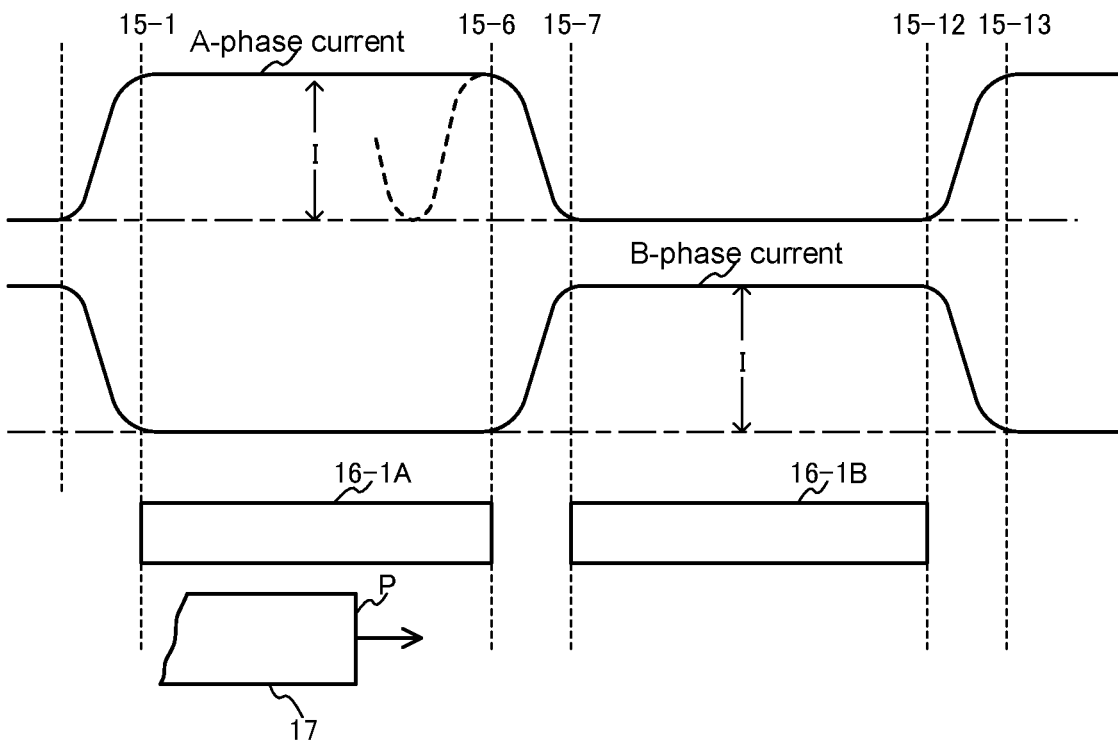 15-1 15-6 15-7 15-12 15-13
A-phase current
I
B-phase current
I
16-1A 16-1B
P
17